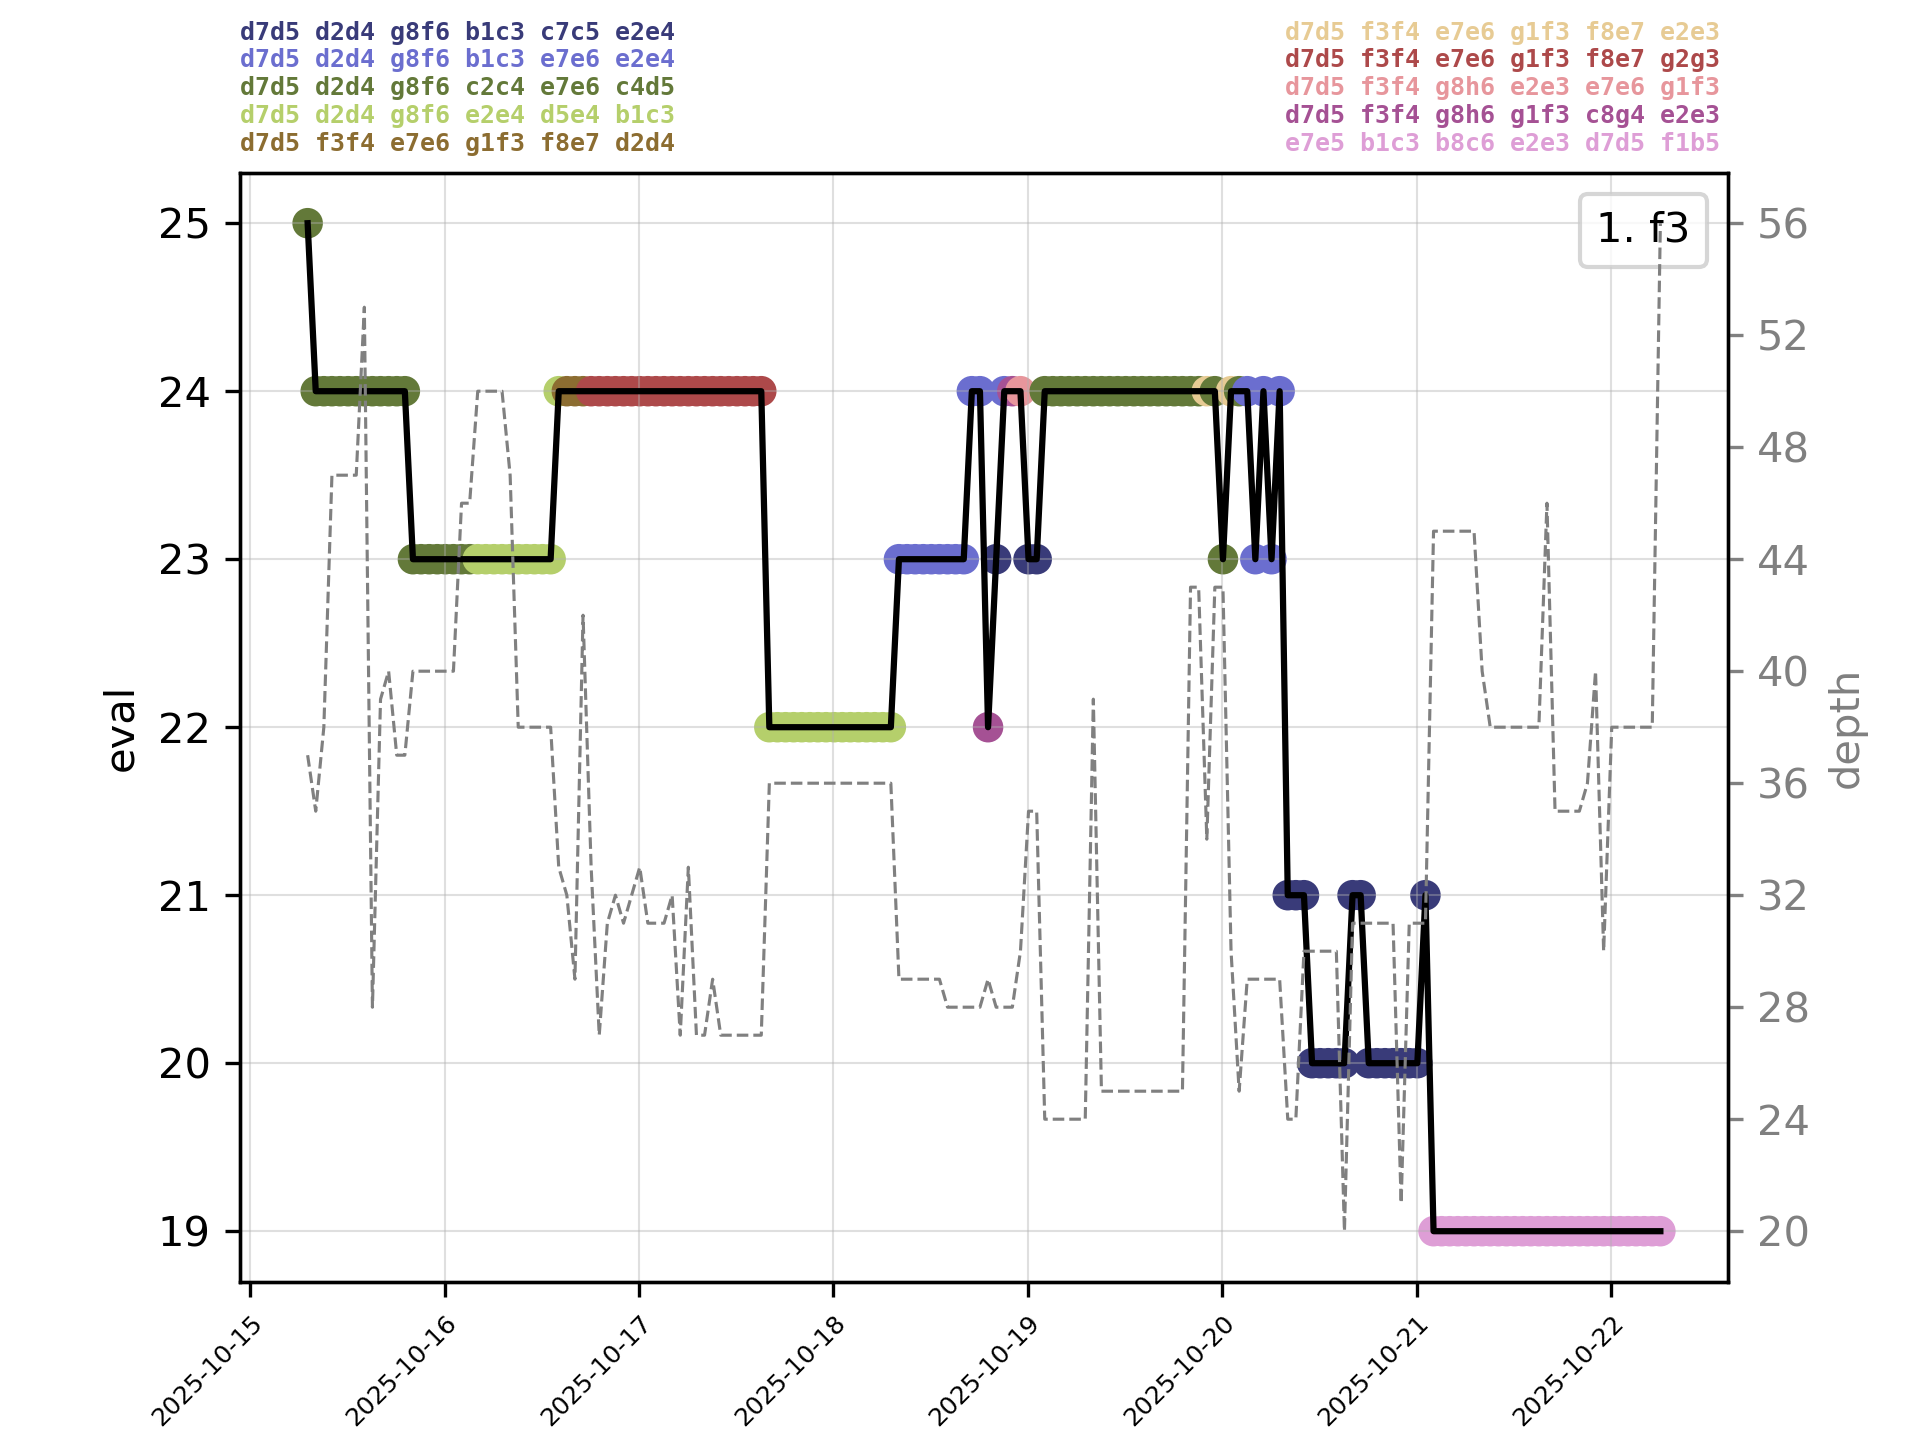 d7d5 d2d4 g8f6 b1c3 c7c5 e2e4
d7d5 d2d4 g8f6 b1c3 e7e6 e2e4
d7d5 d2d4 g8f6 c2c4 e7e6 c4d5
d7d5 d2d4 g8f6 e2e4 d5e4 b1c3
d7d5 f3f4 e7e6 g1f3 f8e7 d2d4
d7d5 f3f4 e7e6 g1f3 f8e7 e2e3
d7d5 f3f4 e7e6 g1f3 f8e7 g2g3
d7d5 f3f4 g8h6 e2e3 e7e6 g1f3
d7d5 f3f4 g8h6 g1f3 c8g4 e2e3
e7e5 b1c3 b8c6 e2e3 d7d5 f1b5
1. f3
eval
25
24
23
22
21
20
19
56
52
48
44
40
36
32
28
24
20
depth
2025-10-15
2025-10-16
2025-10-17
2025-10-18
2025-10-19
2025-10-20
2025-10-21
2025-10-22